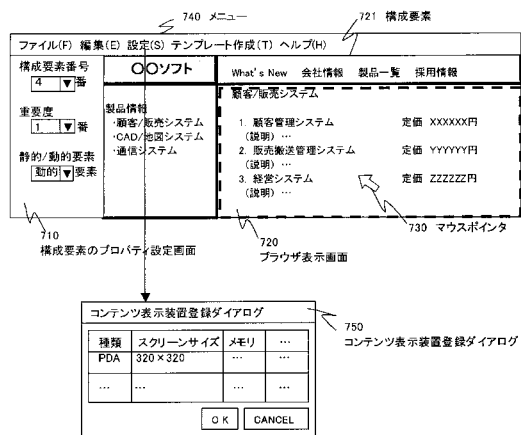 740 メニュー
721 構成要素
ファイル(F) 編集(E) 設定(S) テンプレート作成(T) ヘルプ(H)
構成要素番号
4 ▼番
重要度
1 ▼番
静的/動的要素
動的 ▼要素
〇〇ソフト
製品情報
・顧客/販売システム
・CAD/地図システム
・通信システム
What's New 会社情報 製品一覧 採用情報
顧客/販売システム
1. 顧客管理システム 定価 XXXXXX円
(説明) …
2. 販売搬送管理システム 定価 YYYYYY円
(説明) …
3. 経営システム 定価 ZZZZZZ円
(説明) …
710
構成要素のプロパティ設定画面
720
ブラウザ表示画面
730 マウスポインタ
コンテンツ表示装置登録ダイアログ
種類 スクリーンサイズ メモリ …
PDA 320×320 … …
… … … …
OK CANCEL
750
コンテンツ表示装置登録ダイアログ